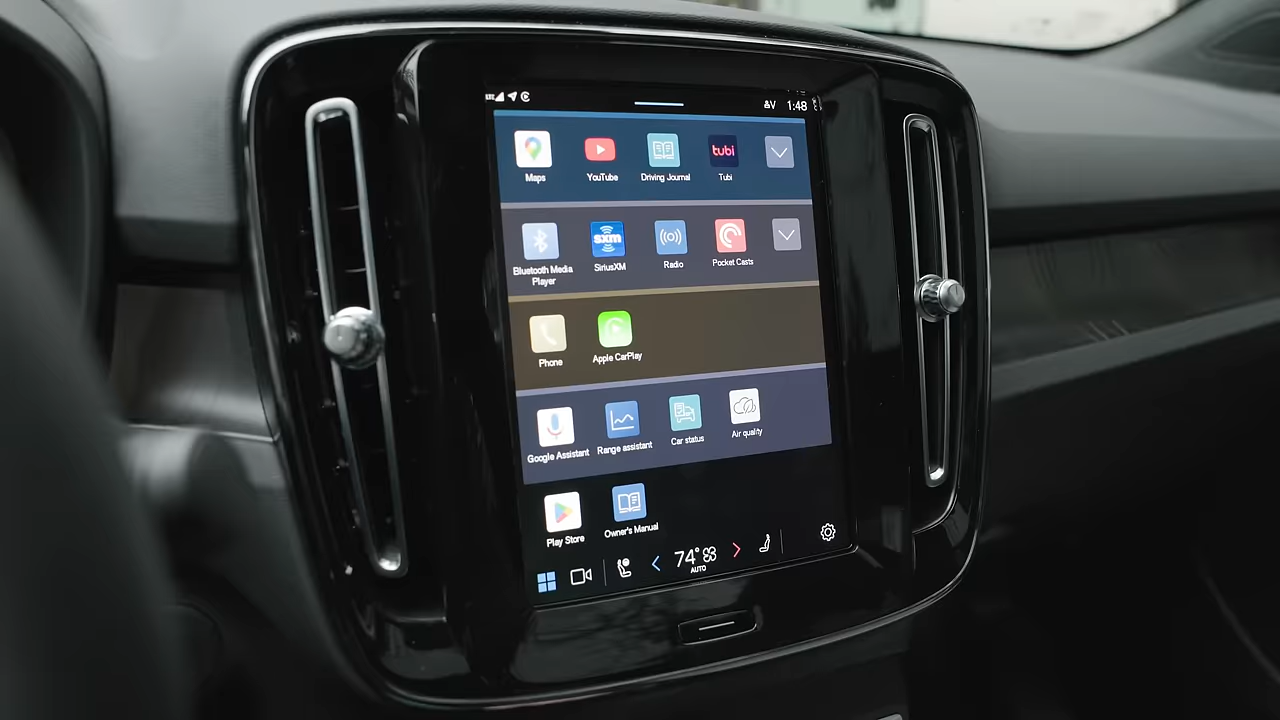 LTE
1:48
Maps
YouTube
Driving Journal
tubi
Tubi
Bluetooth Media
Player
sxm
SiriusXM
Radio
Pocket Casts
Phone
Apple CarPlay
Google Assistant
Range assistant
Car status
Air quality
Play Store
Owner's Manual
74°
AUTO